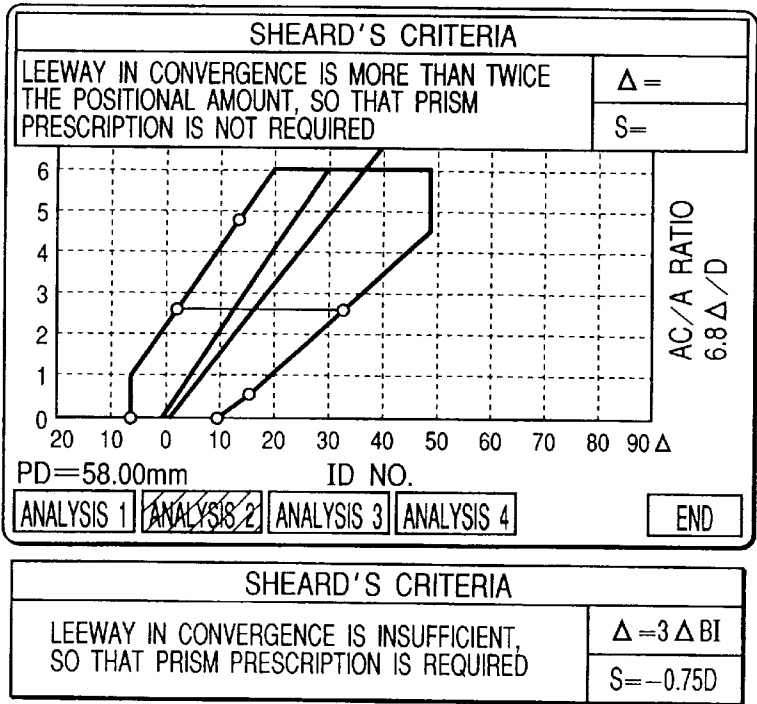 SHEARD'S CRITERIA
LEEWAY IN CONVERGENCE IS MORE THAN TWICE
THE POSITIONAL AMOUNT, SO THAT PRISM
PRESCRIPTION IS NOT REQUIRED
Δ=
S=
6
5
4
3
2
1
0
20 10 0 10 20 30 40 50 60 70 80 90 Δ
AC/A RATIO
6.8Δ/D
PD=58.00mm ID NO.
ANALYSIS 1 ANALYSIS 2 ANALYSIS 3 ANALYSIS 4 END
SHEARD'S CRITERIA
LEEWAY IN CONVERGENCE IS INSUFFICIENT,
SO THAT PRISM PRESCRIPTION IS REQUIRED
Δ=3ΔBI
S=-0.75D